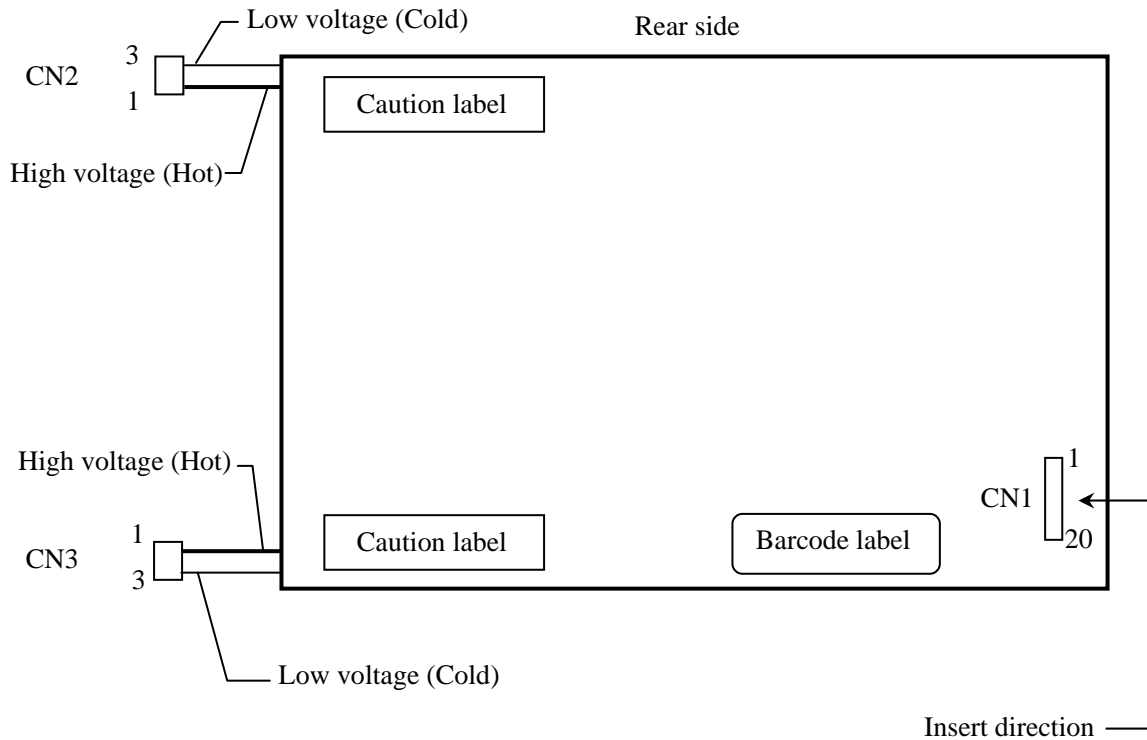 Low voltage (Cold)
Rear side
3
CN2
1
Caution label
High voltage (Hot)
High voltage (Hot)
1
CN1
1
20
CN3
3
Caution label
Barcode label
Low voltage (Cold)
Insert direction